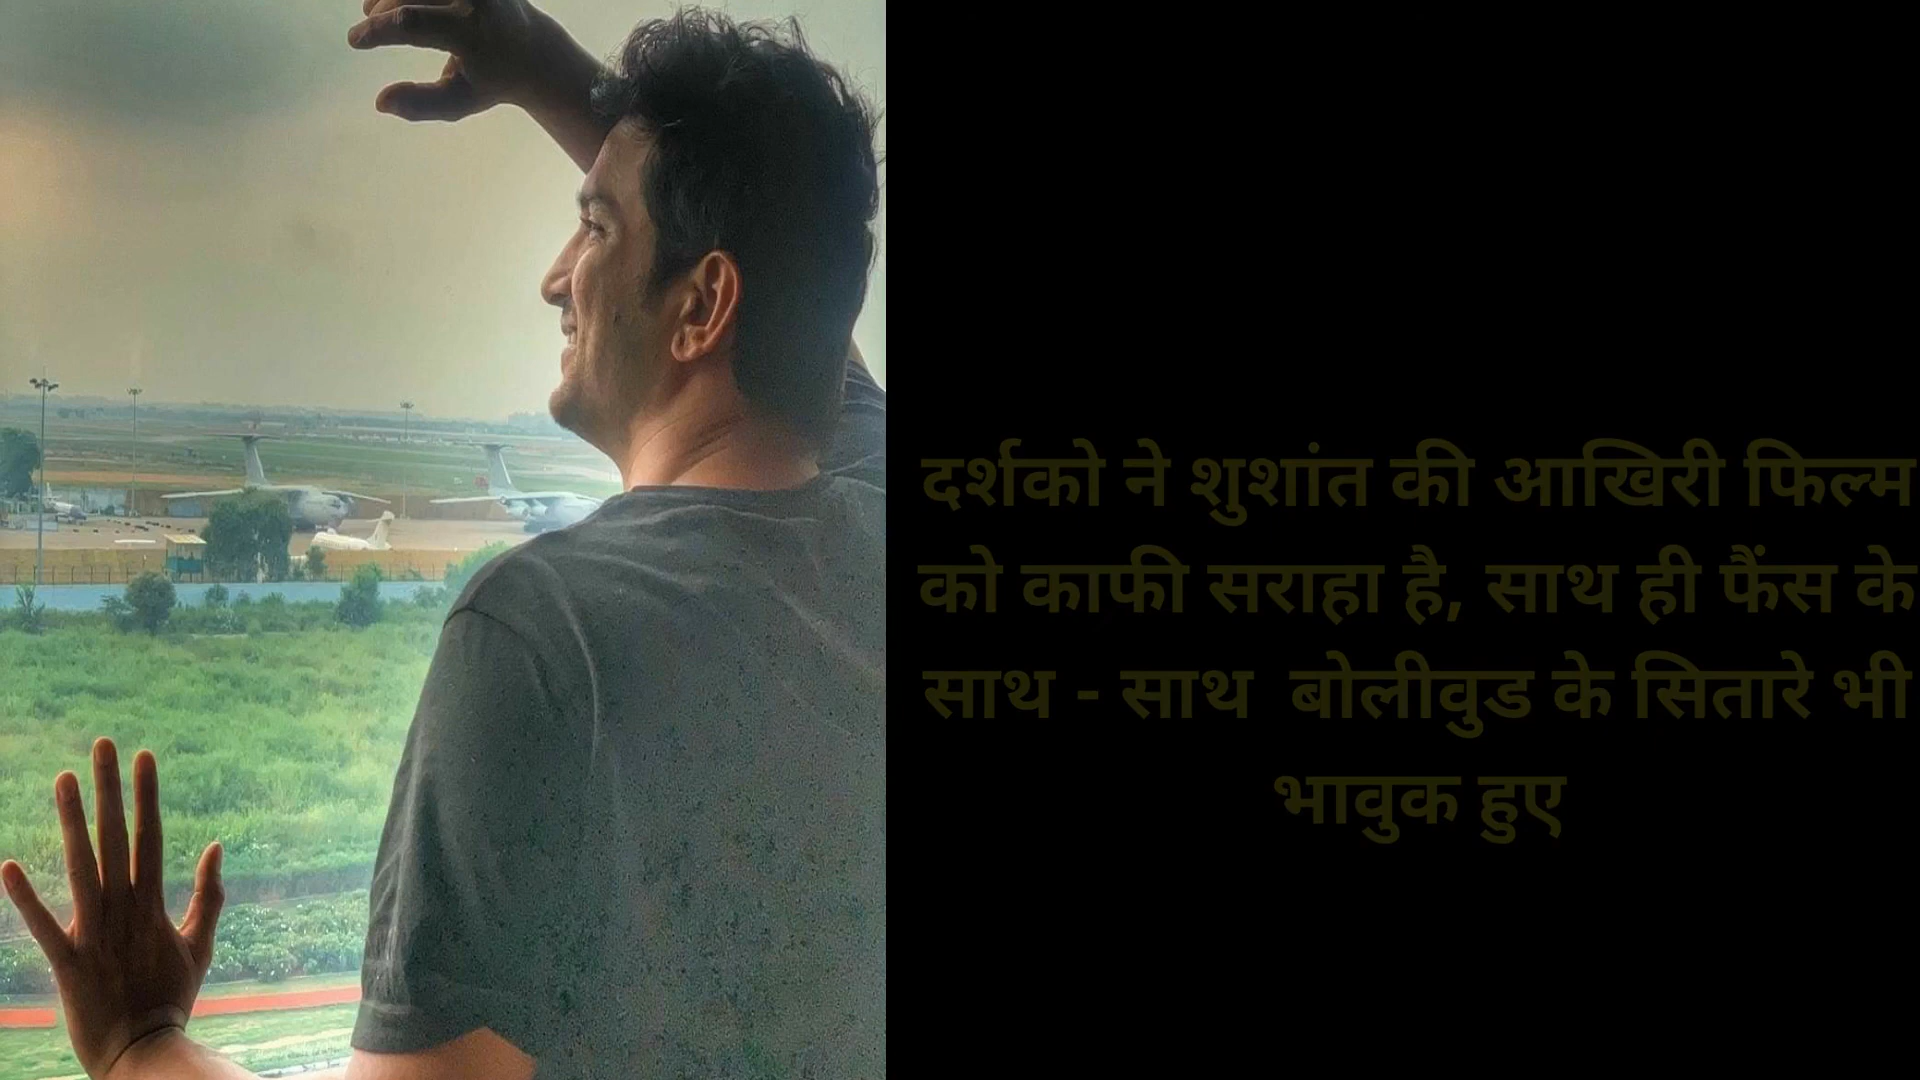 दर्शको ने शुशांत की आखिरी फिल्म
को काफी सराहा है, साथ ही फैंस के
साथ - साथ बोलीवुड के सितारे भी
भावुक हुए